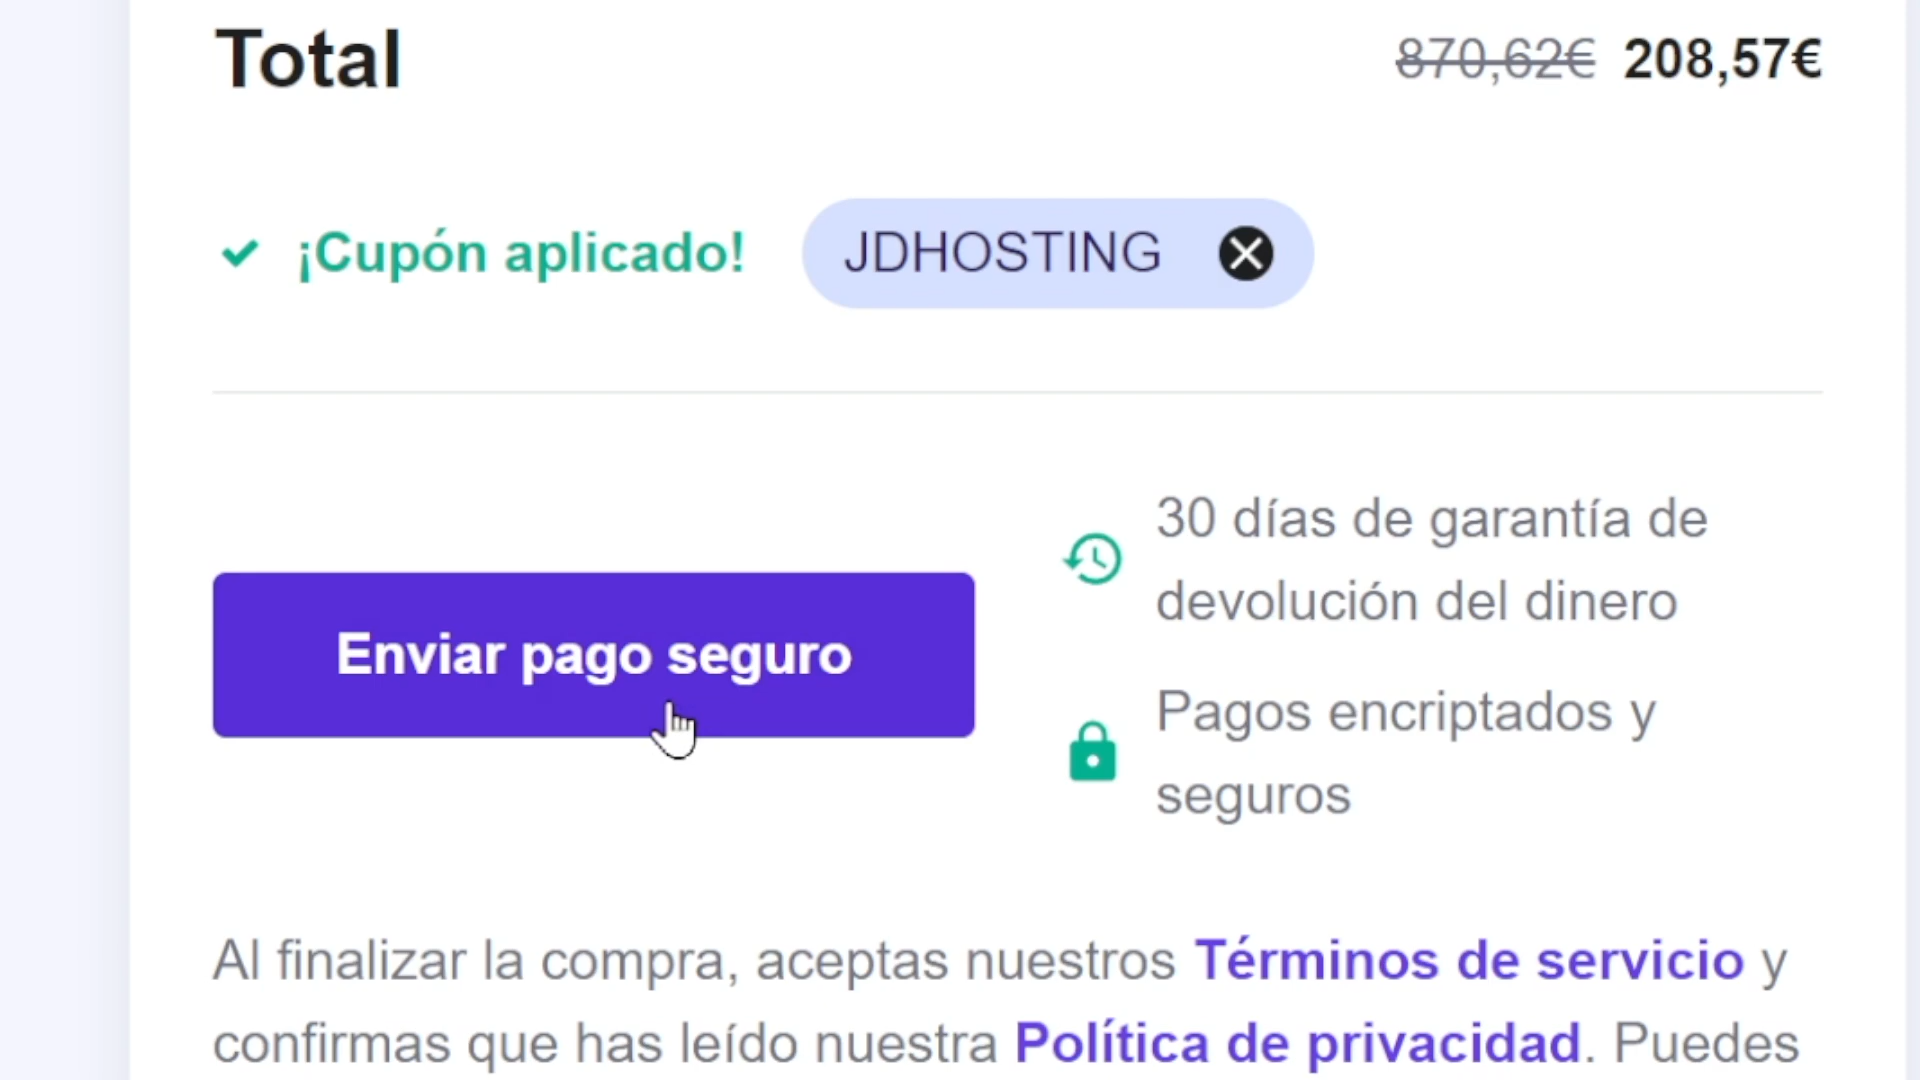 Total 870,62€ 208,57€
¡Cupón aplicado! JDHOSTING
30 días de garantía de
devolución del dinero
Enviar pago seguro
Pagos encriptados y
seguros
Al finalizar la compra, aceptas nuestros Términos de servicio y
confirmas que has leído nuestra Política de privacidad. Puedes